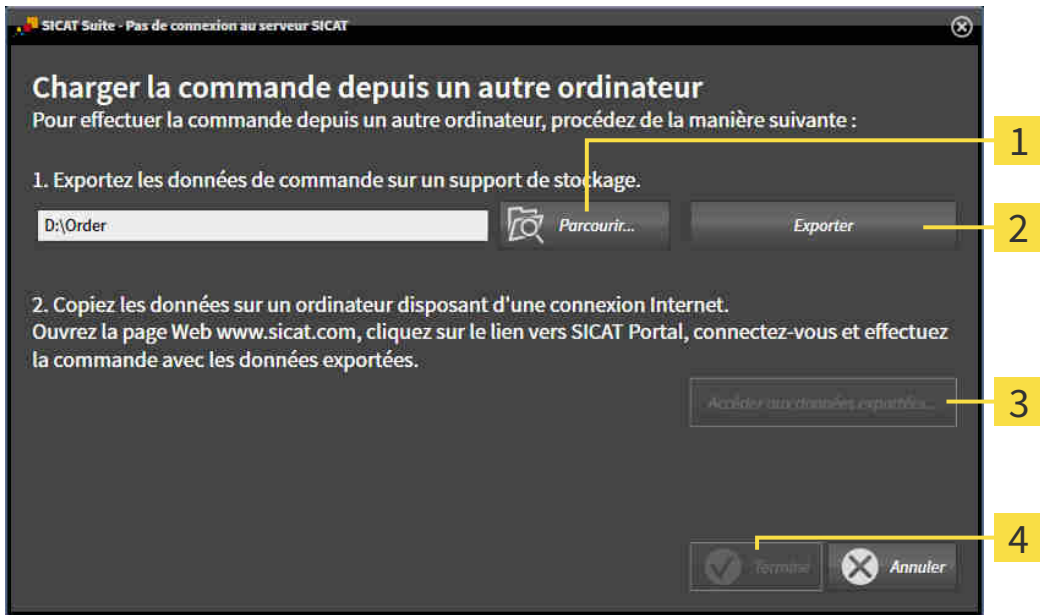 SICAT Suite - Pas de connexion au serveur SICAT
Charger la commande depuis un autre ordinateur
Pour effectuer la commande depuis un autre ordinateur, procédez de la manière suivante :
1
1. Exportez les données de commande sur un support de stockage.
D:\Order
Parcourir...
Exporter
2
2. Copiez les données sur un ordinateur disposant d'une connexion Internet.
Ouvrez la page Web www.sicat.com, cliquez sur le lien vers SICAT Portal, connectez-vous et effectuez
la commande avec les données exportées.
Accéder aux données exportées...
3
4
Terminé
Annuler